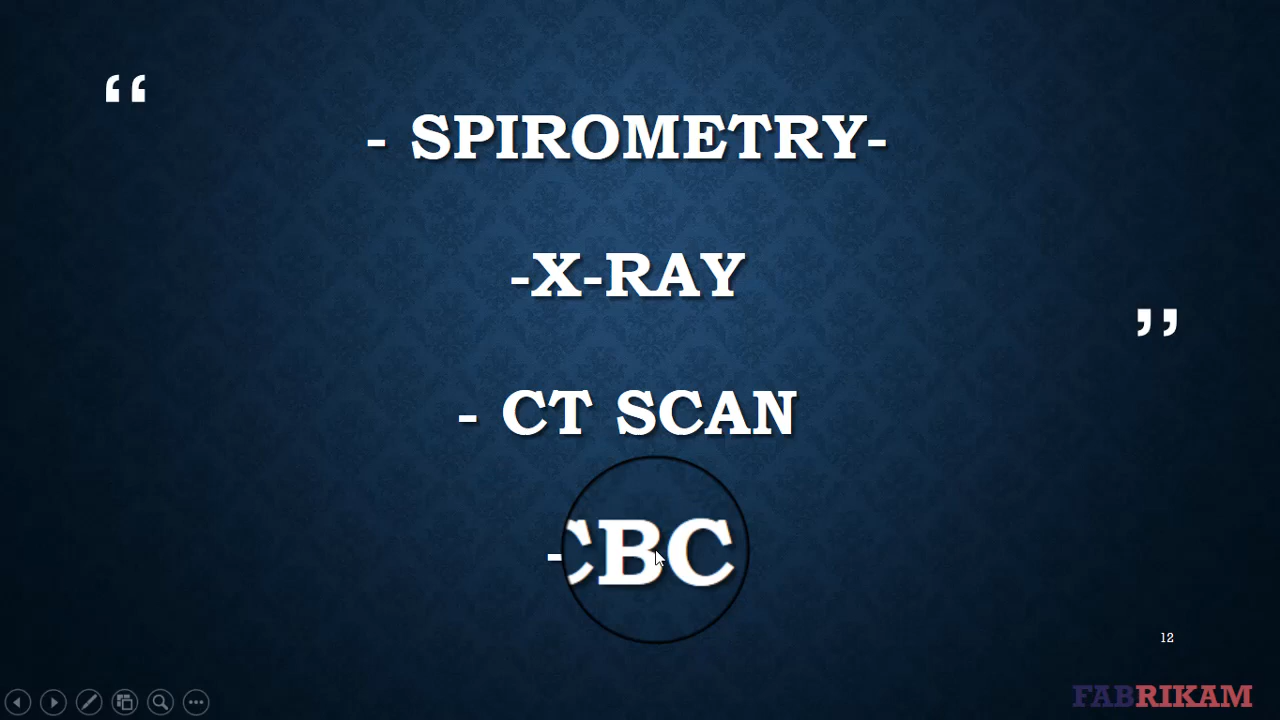 “
- SPIROMETRY-
-X-RAY
”
- CT SCAN
-CBC
12
FABRIKAM